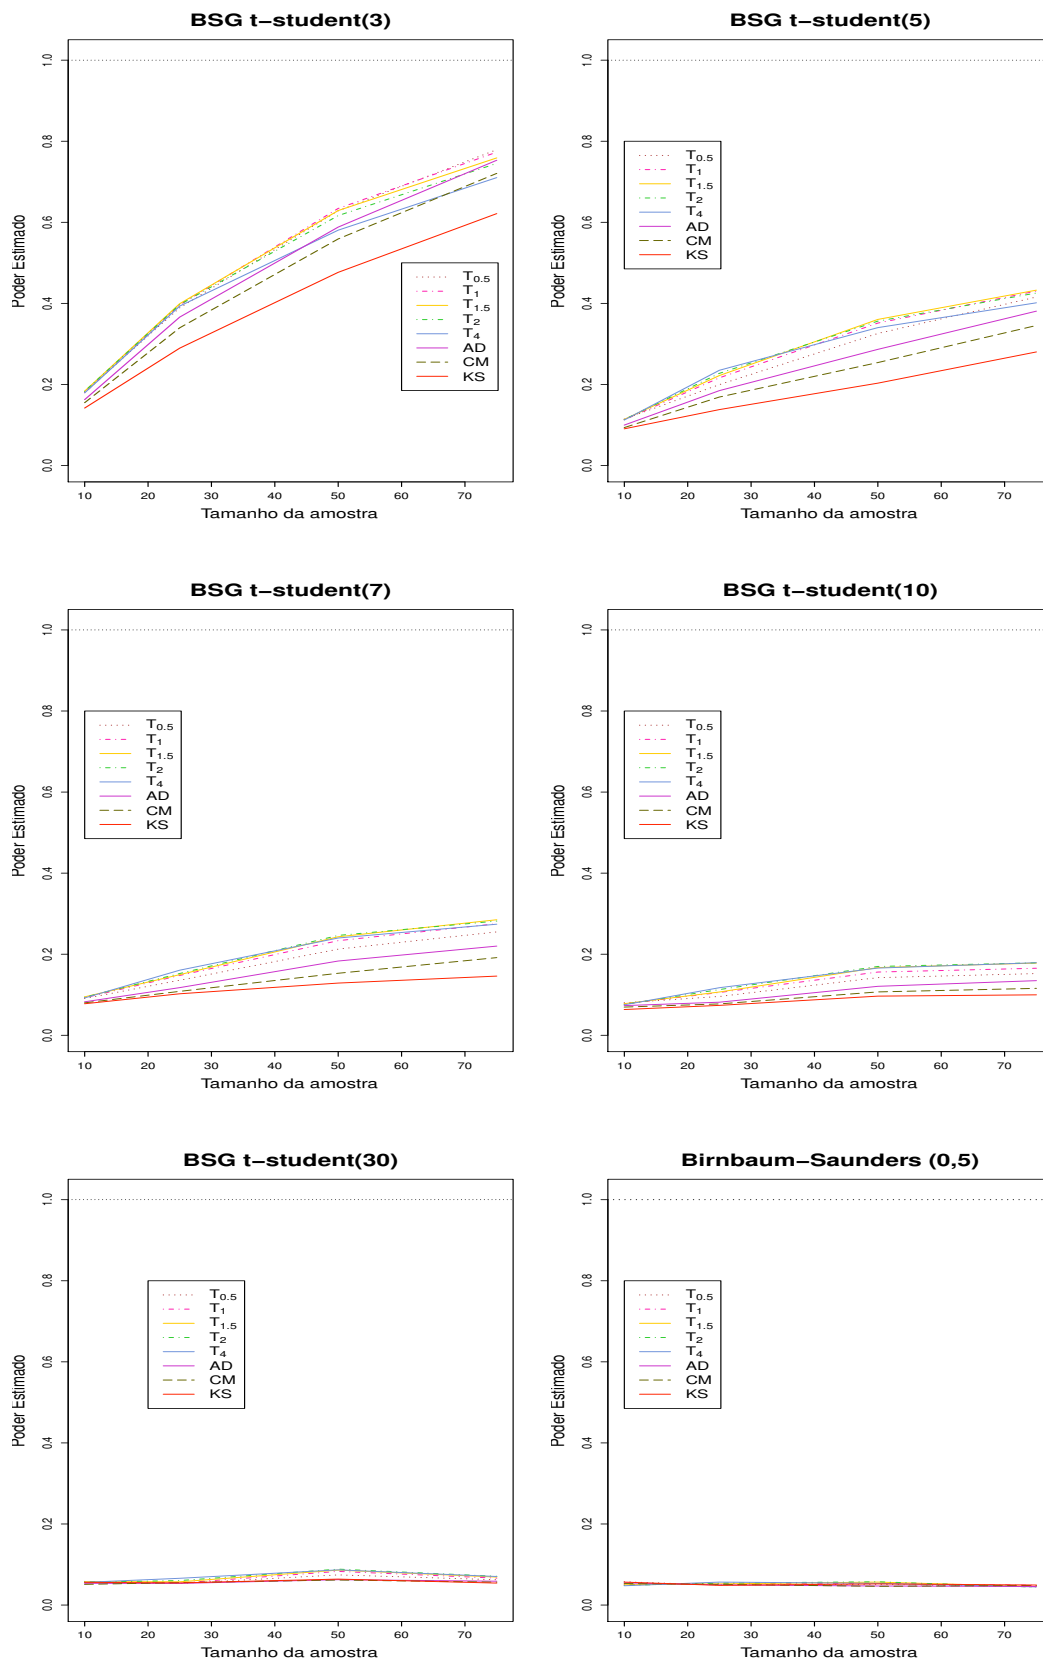 BSG t−student(3)
Poder Estimado
0.0 0.2 0.4 0.6 0.8 1.0
T0.5
T1
T1.5
T2
T4
AD
CM
KS
10 20 30 40 50 60 70
Tamanho da amostra
BSG t−student(5)
Poder Estimado
0.0 0.2 0.4 0.6 0.8 1.0
T0.5
T1
T1.5
T2
T4
AD
CM
KS
10 20 30 40 50 60 70
Tamanho da amostra
BSG t−student(7)
Poder Estimado
0.0 0.2 0.4 0.6 0.8 1.0
T0.5
T1
T1.5
T2
T4
AD
CM
KS
10 20 30 40 50 60 70
Tamanho da amostra
BSG t−student(10)
Poder Estimado
0.0 0.2 0.4 0.6 0.8 1.0
T0.5
T1
T1.5
T2
T4
AD
CM
KS
10 20 30 40 50 60 70
Tamanho da amostra
BSG t−student(30)
Poder Estimado
0.0 0.2 0.4 0.6 0.8 1.0
T0.5
T1
T1.5
T2
T4
AD
CM
KS
10 20 30 40 50 60 70
Tamanho da amostra
Birnbaum−Saunders (0,5)
Poder Estimado
0.0 0.2 0.4 0.6 0.8 1.0
T0.5
T1
T1.5
T2
T4
AD
CM
KS
10 20 30 40 50 60 70
Tamanho da amostra